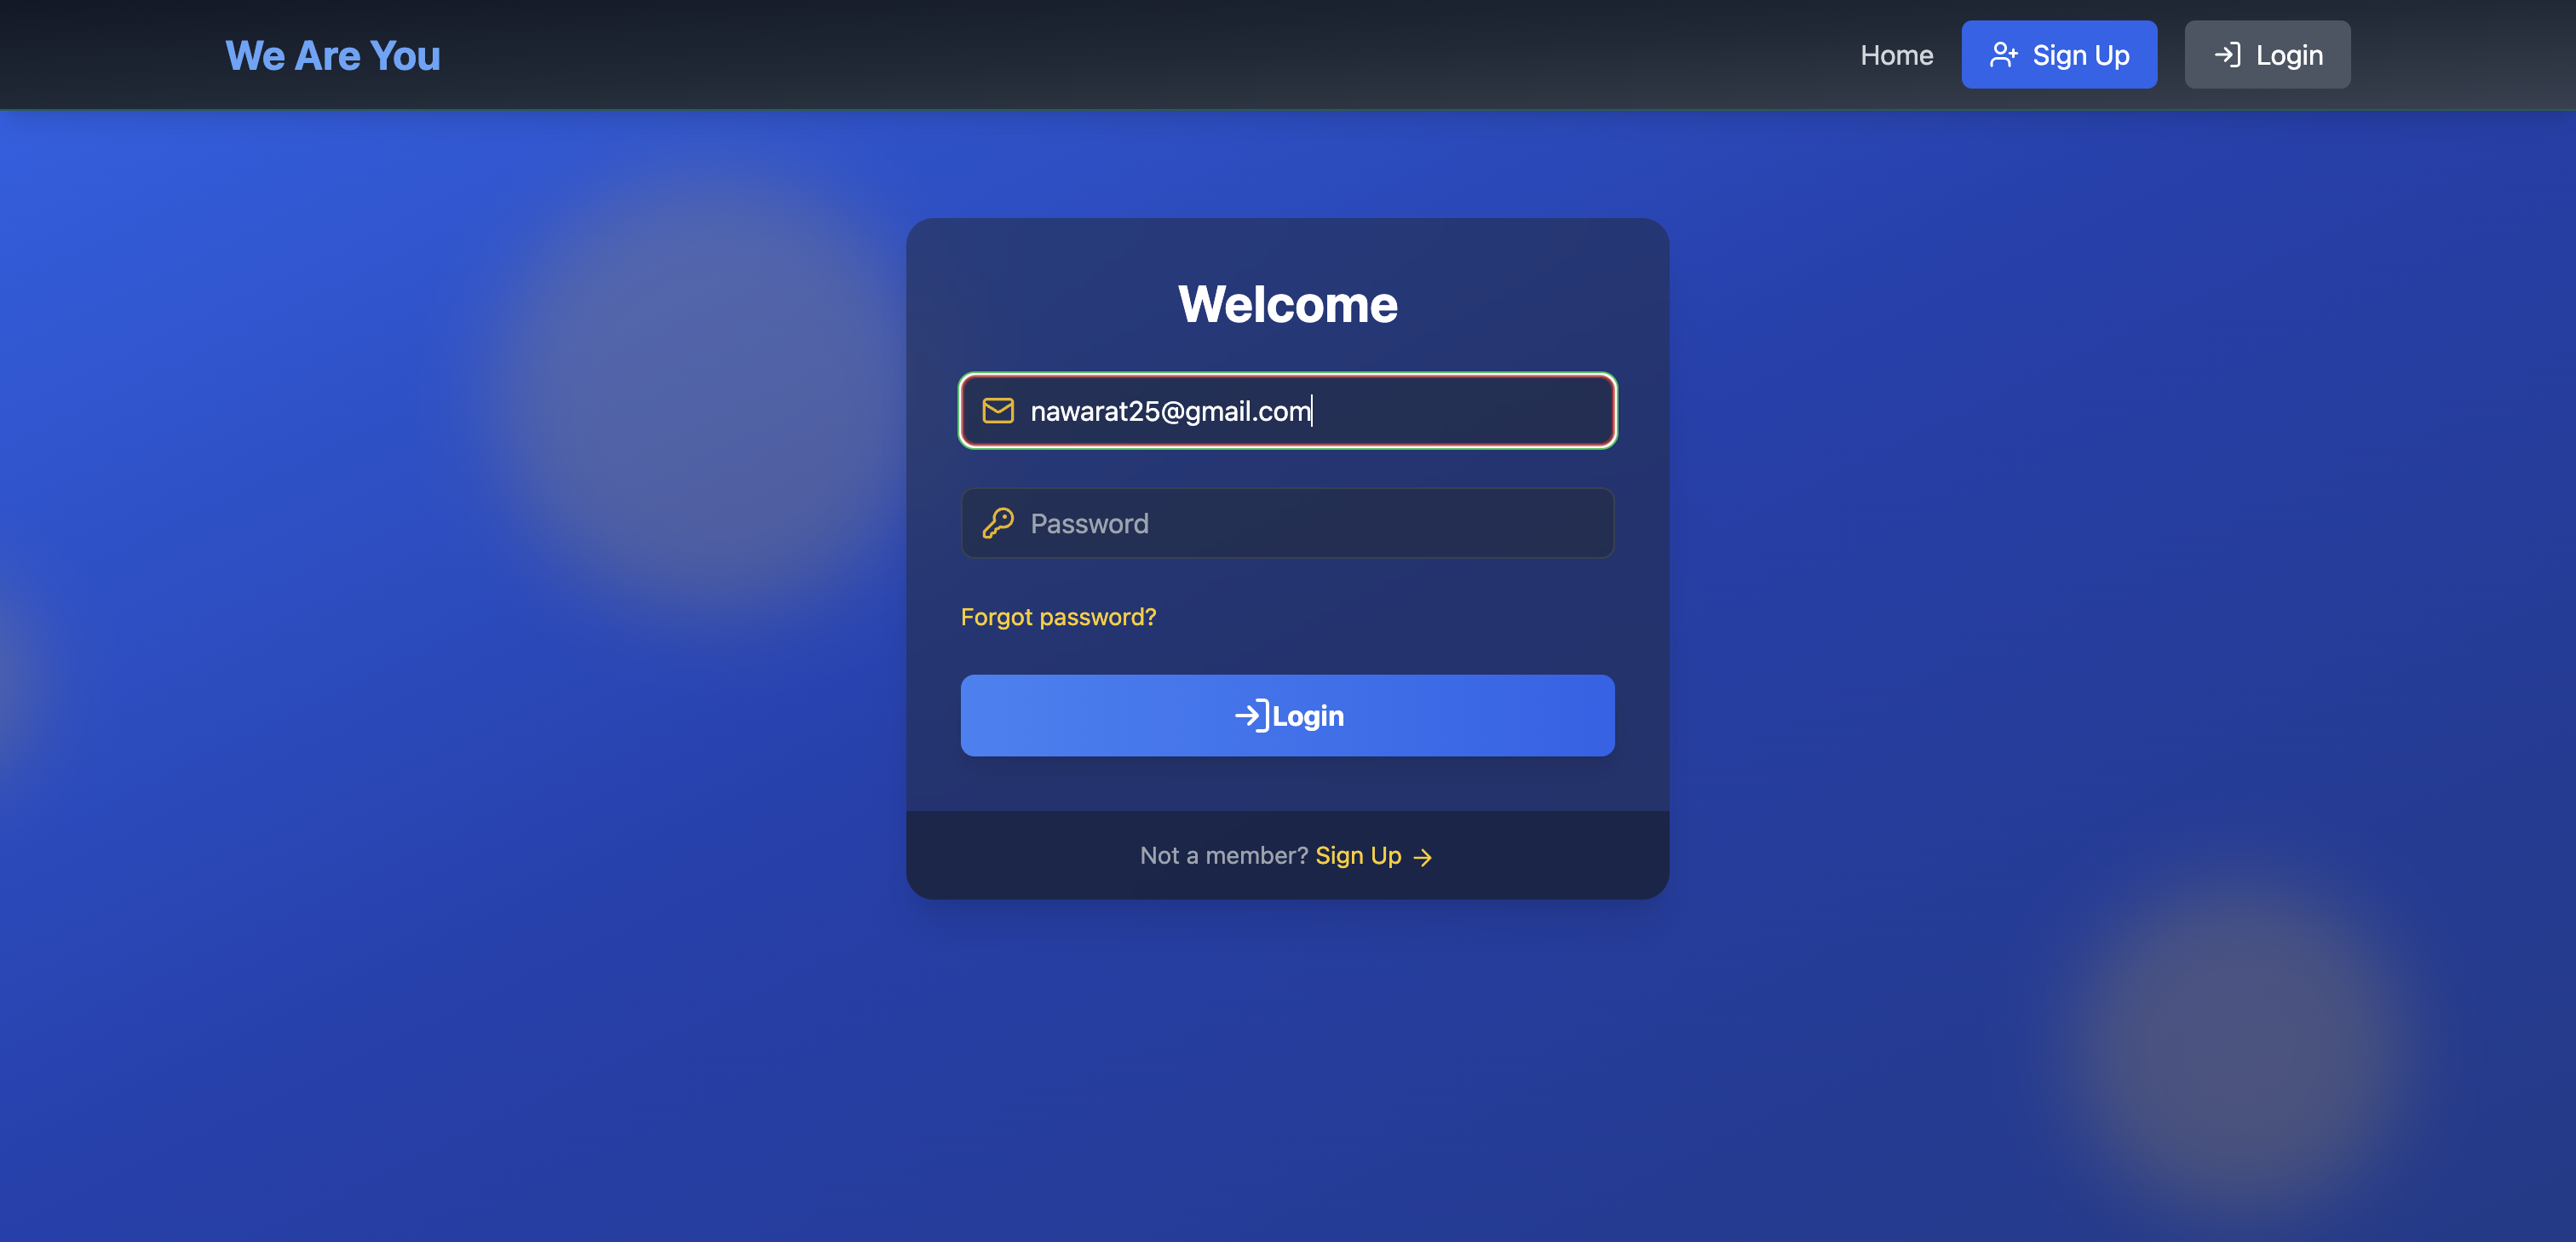 We Are You
Home
Sign Up
Login
Welcome
nawarat25@gmail.com
Password
Forgot password?
Login
Not a member? Sign Up →